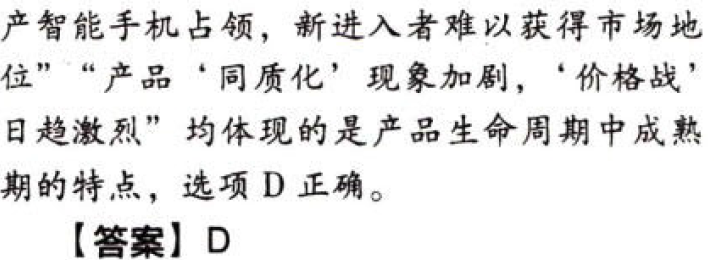 产智能手机占领，新进入者难以获得市场地
位”“产品‘同质化’现象加剧，‘价格战’
日趋激烈”均体现的是产品生命周期中成熟
期的特点，选项 D 正确。
【答案】D